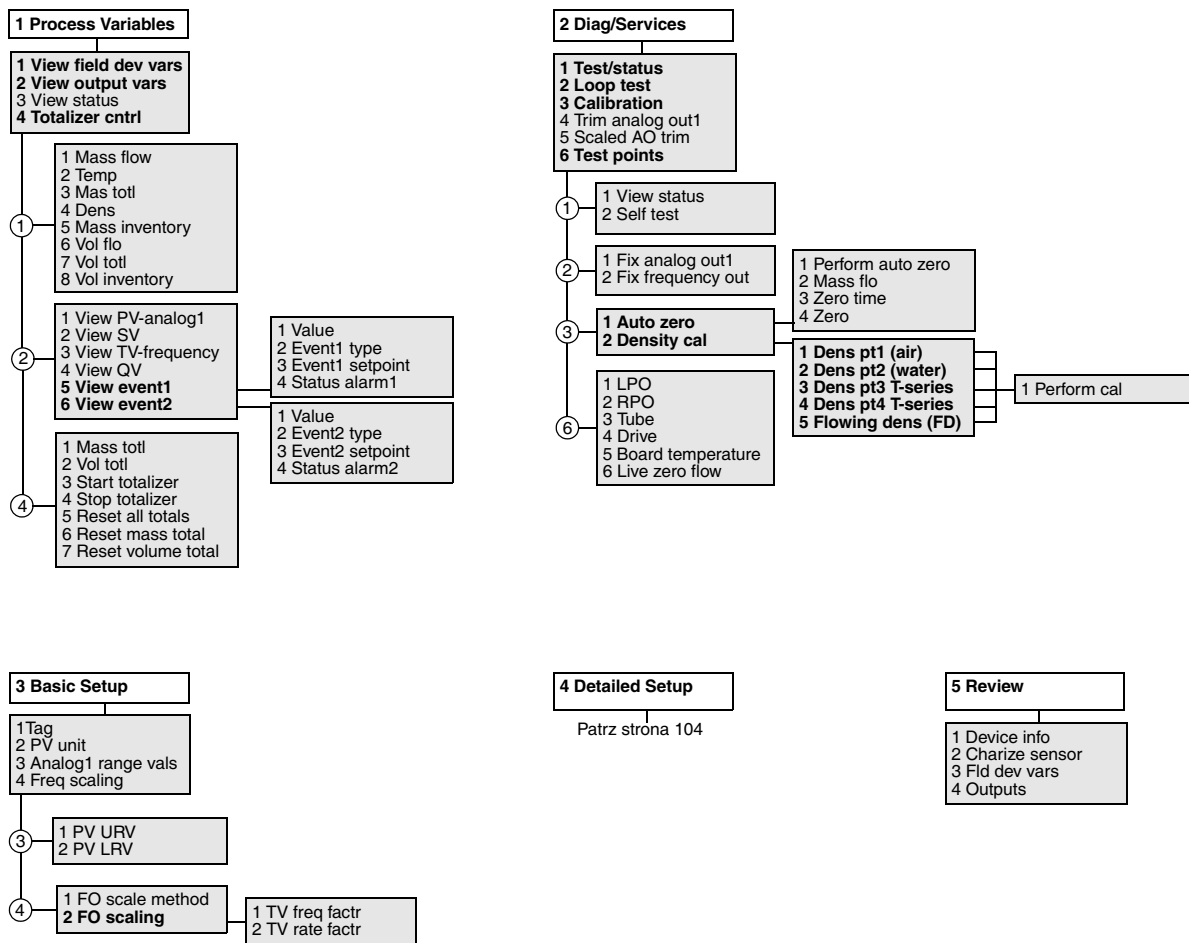 1 Process Variables
1 View field dev vars
2 View output vars
3 View status
4 Totalizer cntrl
1
1 Mass flow
2 Temp
3 Mas totl
4 Dens
5 Mass inventory
6 Vol flo
7 Vol totl
8 Vol inventory
2
1 View PV-analog1
2 View SV
3 View TV-frequency
4 View QV
5 View event1
6 View event2
1 Value
2 Event1 type
3 Event1 setpoint
4 Status alarm1
1 Value
2 Event2 type
3 Event2 setpoint
4 Status alarm2
4
1 Mass totl
2 Vol totl
3 Start totalizer
4 Stop totalizer
5 Reset all totals
6 Reset mass total
7 Reset volume total
2 Diag/Services
1 Test/status
2 Loop test
3 Calibration
4 Trim analog out1
5 Scaled AO trim
6 Test points
1
1 View status
2 Self test
2
1 Fix analog out1
2 Fix frequency out
3
1 Auto zero
2 Density cal
1 Perform auto zero
2 Mass flo
3 Zero time
4 Zero
1 Dens pt1 (air)
2 Dens pt2 (water)
3 Dens pt3 T-series
4 Dens pt4 T-series
5 Flowing dens (FD)
1 Perform cal
6
1 LPO
2 RPO
3 Tube
4 Drive
5 Board temperature
6 Live zero flow
3 Basic Setup
1Tag
2 PV unit
3 Analog1 range vals
4 Freq scaling
3
1 PV URV
2 PV LRV
4
1 FO scale method
2 FO scaling
1 TV freq factr
2 TV rate factr
4 Detailed Setup
Patrz strona 104
5 Review
1 Device info
2 Charize sensor
3 Fld dev vars
4 Outputs